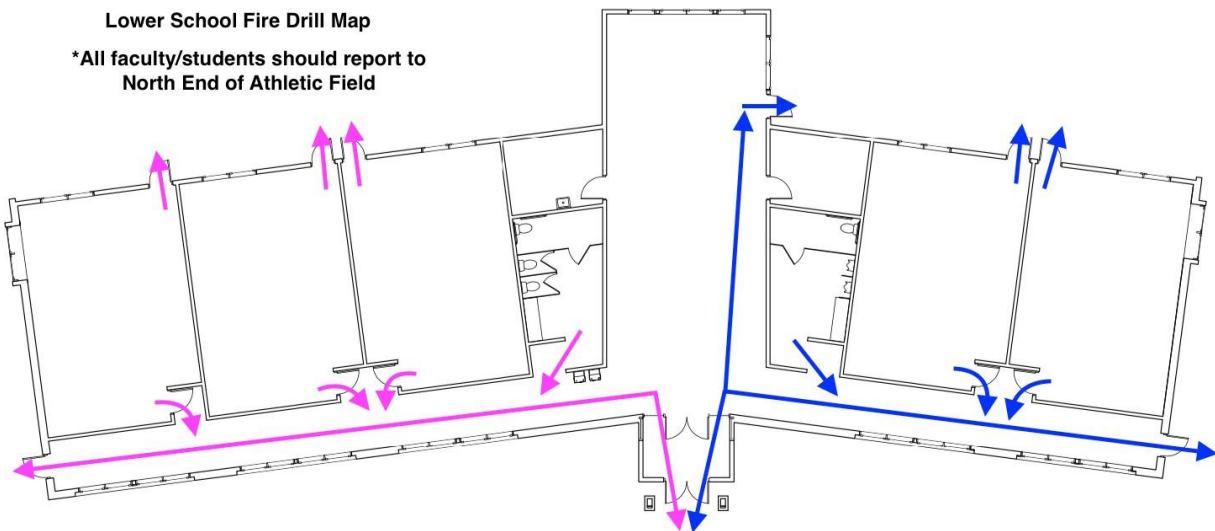 Lower School Fire Drill Map
*All faculty/students should report to
North End of Athletic Field